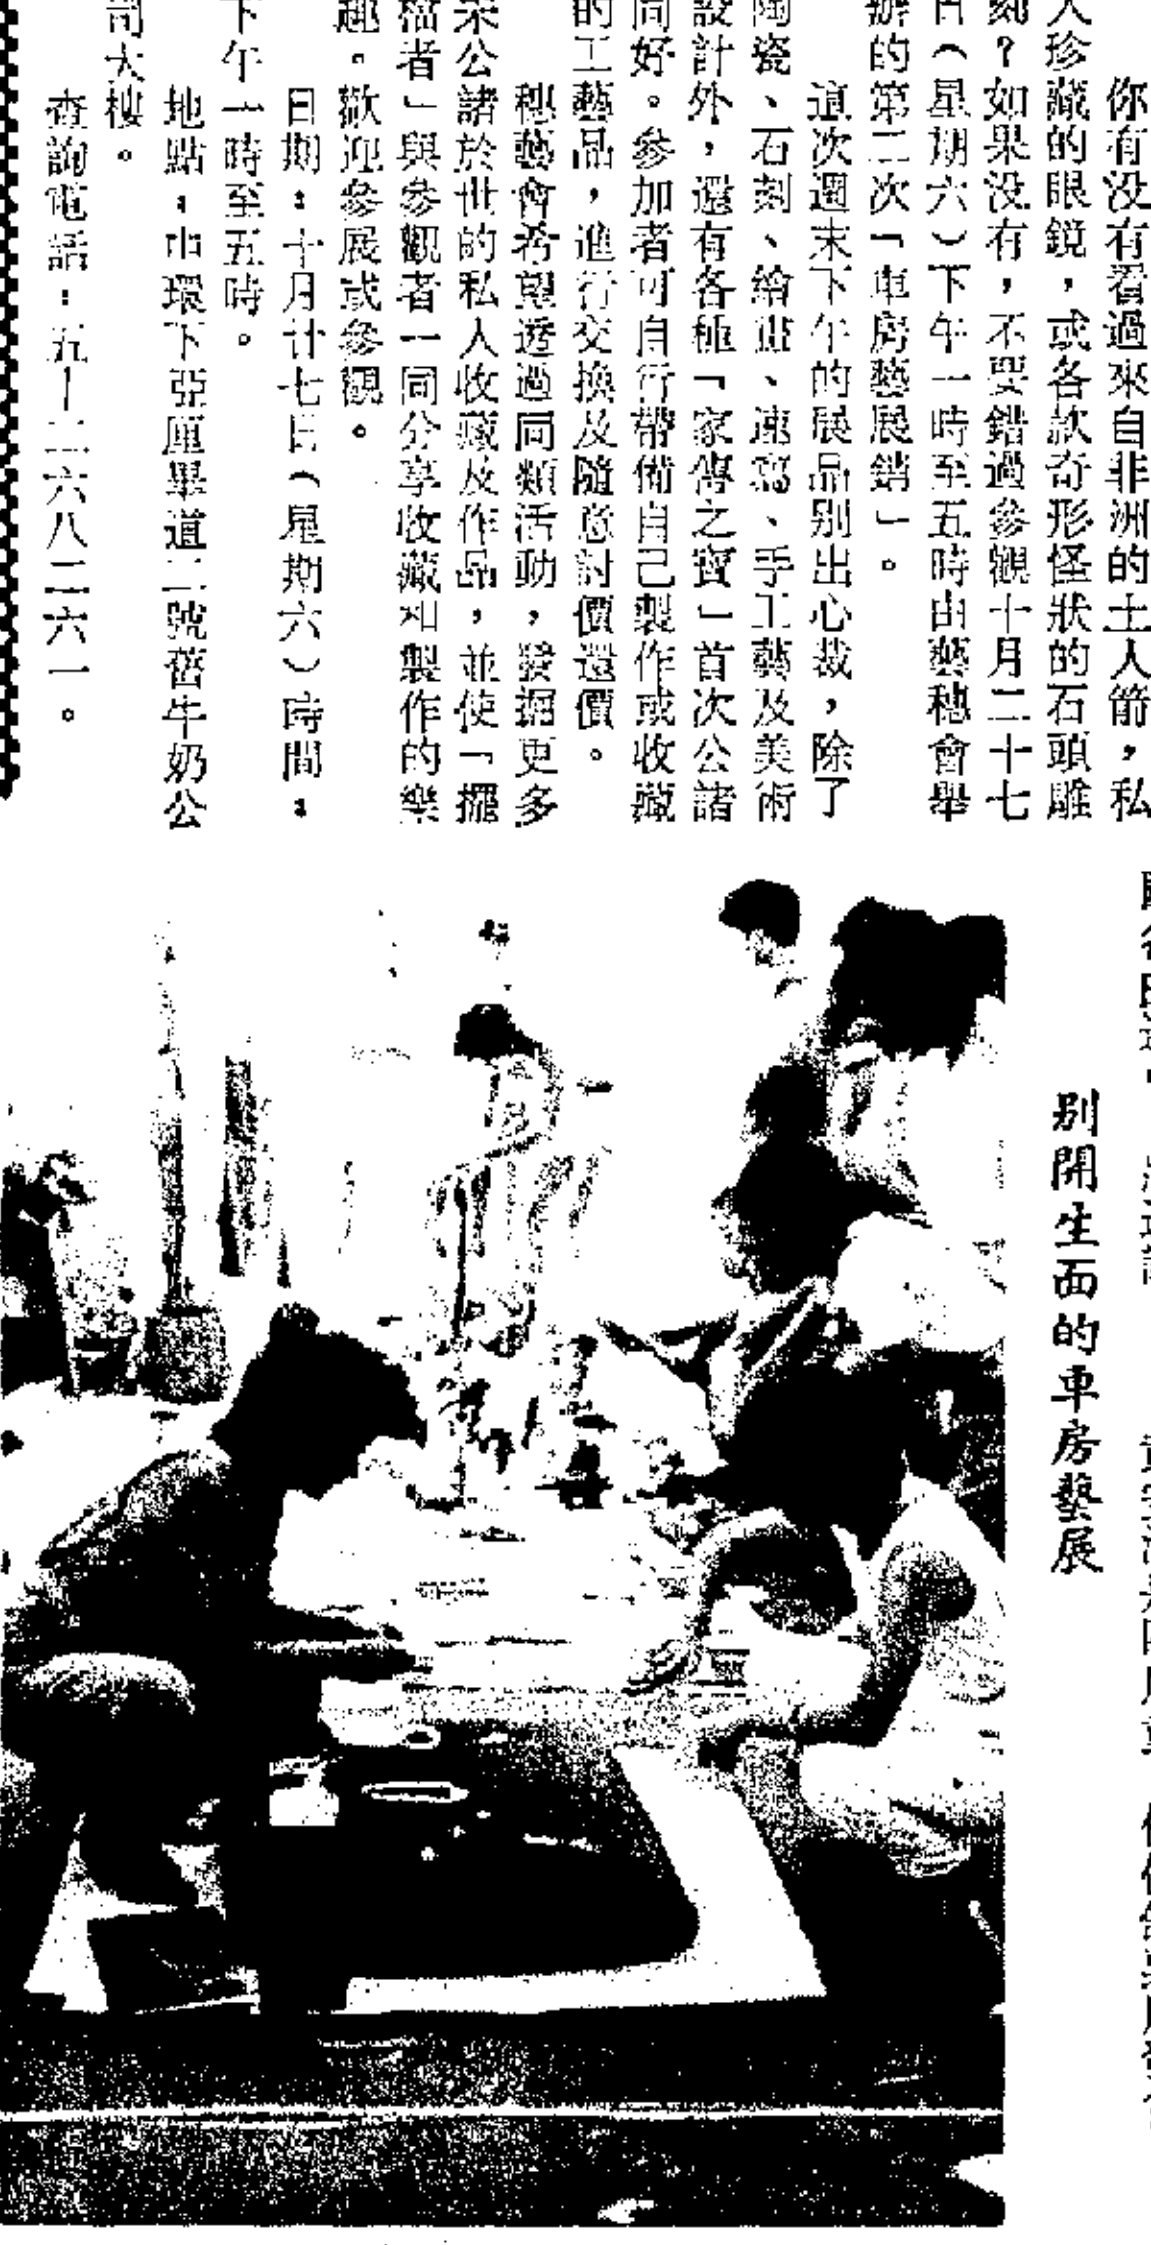 你有没有看過來自非洲的土人箭，私
人珍藏的眼鏡，或各款奇形怪狀的石頭雕
刻？如果没有，不要錯過參觀十月二十七
日（星期六）下午一時至五時由藝穗會舉
辦的第二次「車房藝展銷」。
這次週末下午的展品別出心裁，除了
陶瓷、石刻、繪畫、速寫、手工藝及美術
設計外，還有各種「家傳之寶」首次公諸
同好。參加者可自行帶備自己製作或收藏
的工藝品，進行交換及隨意討價還價。
穗藝會希望透過同類活動，發掘更多
未公諸於世的私人收藏及作品，並使「擺
檔者」與參觀者一同分享收藏和製作的樂
趣。歡迎參展或參觀。
日期：十月廿七日（星期六）時間：
下午一時至五時。
地點：中環下亞厘畢道二號舊牛奶公
司大樓。
查詢電話：五－二六八二六一。
別開生面的車房藝展